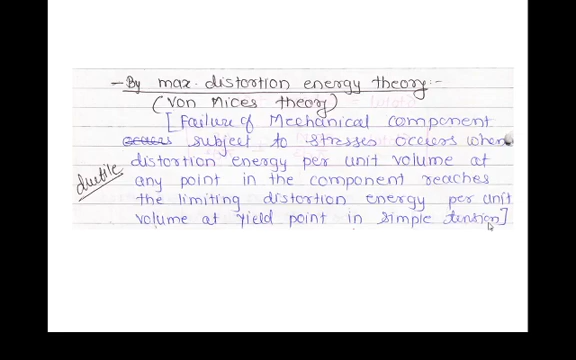 - By max. distortion energy theory:-
(Von Mices theory)
[Failure of Mechanical component
occurs subject to stresses occurs when
distortion energy per unit volume at
any point in the component reaches
the limiting distortion energy per unit
volume at yield point in simple tension]
ductile